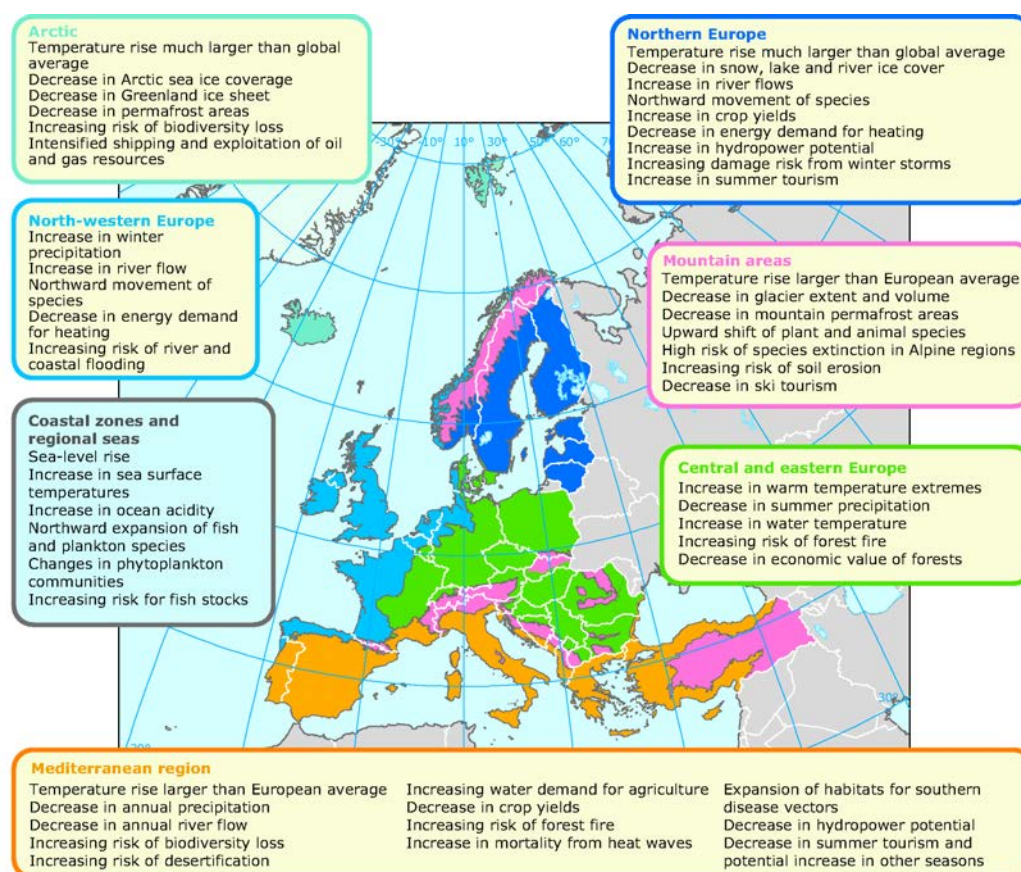 Arctic
Temperature rise much larger than global
average
Decrease in Arctic sea ice coverage
Decrease in Greenland ice sheet
Decrease in permafrost areas
Increasing risk of biodiversity loss
Intensified shipping and exploitation of oil
and gas resources
Northern Europe
Temperature rise much larger than global average
Decrease in snow, lake and river ice cover
Increase in river flows
Northward movement of species
Increase in crop yields
Decrease in energy demand for heating
Increase in hydropower potential
Increasing damage risk from winter storms
Increase in summer tourism
-30° -10° 10° 30° 50° 60°
North-western Europe
Increase in winter
precipitation
Increase in river flow
Northward movement of
species
Decrease in energy demand
for heating
Increasing risk of river and
coastal flooding
Mountain areas
Temperature rise larger than European average
Decrease in glacier extent and volume
Decrease in mountain permafrost areas
Upward shift of plant and animal species
High risk of species extinction in Alpine regions
Increasing risk of soil erosion
Decrease in ski tourism
Coastal zones and
regional seas
Sea-level rise
Increase in sea surface
temperatures
Increase in ocean acidity
Northward expansion of fish
and plankton species
Changes in phytoplankton
communities
Increasing risk for fish stocks
Central and eastern Europe
Increase in warm temperature extremes
Decrease in summer precipitation
Increase in water temperature
Increasing risk of forest fire
Decrease in economic value of forests
30°
Mediterranean region
Temperature rise larger than European average
Decrease in annual precipitation
Decrease in annual river flow
Increasing risk of biodiversity loss
Increasing risk of desertification
Increasing water demand for agriculture
Decrease in crop yields
Increasing risk of forest fire
Increase in mortality from heat waves
Expansion of habitats for southern
disease vectors
Decrease in hydropower potential
Decrease in summer tourism and
potential increase in other seasons